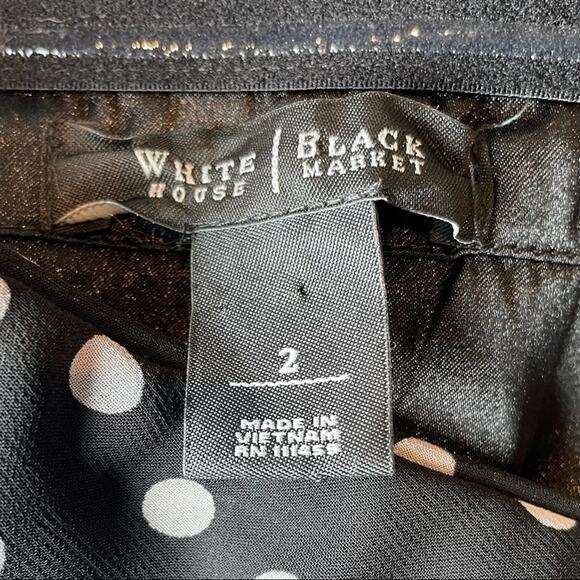 WHITE HOUSE | BLACK MARKET
2
MADE IN
VIETNAM
RN 111459